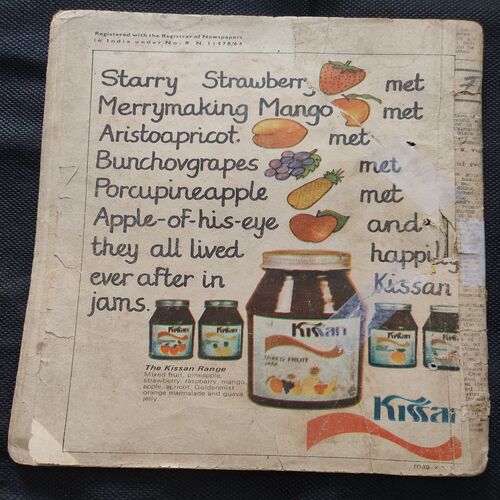 Registered with the Registrar of Newspapers
in India under No: R. N. 11478/64
Starry Strawberry met
Merrymaking Mango met
Aristoapricot. met
Bunchovgrapes met
Porcupineapple met
Apple-of-his-eye and
they all lived happily
ever after in Kissan
jams.
Kissan
Kissan
Kissan
MIXED FRUIT
JAM
Kissan
The Kissan Range
Mixed fruit, pineapple,
strawberry, raspberry, mango,
apple, apricot. Goldenmist
orange marmalade and guava
jelly.
Kissan